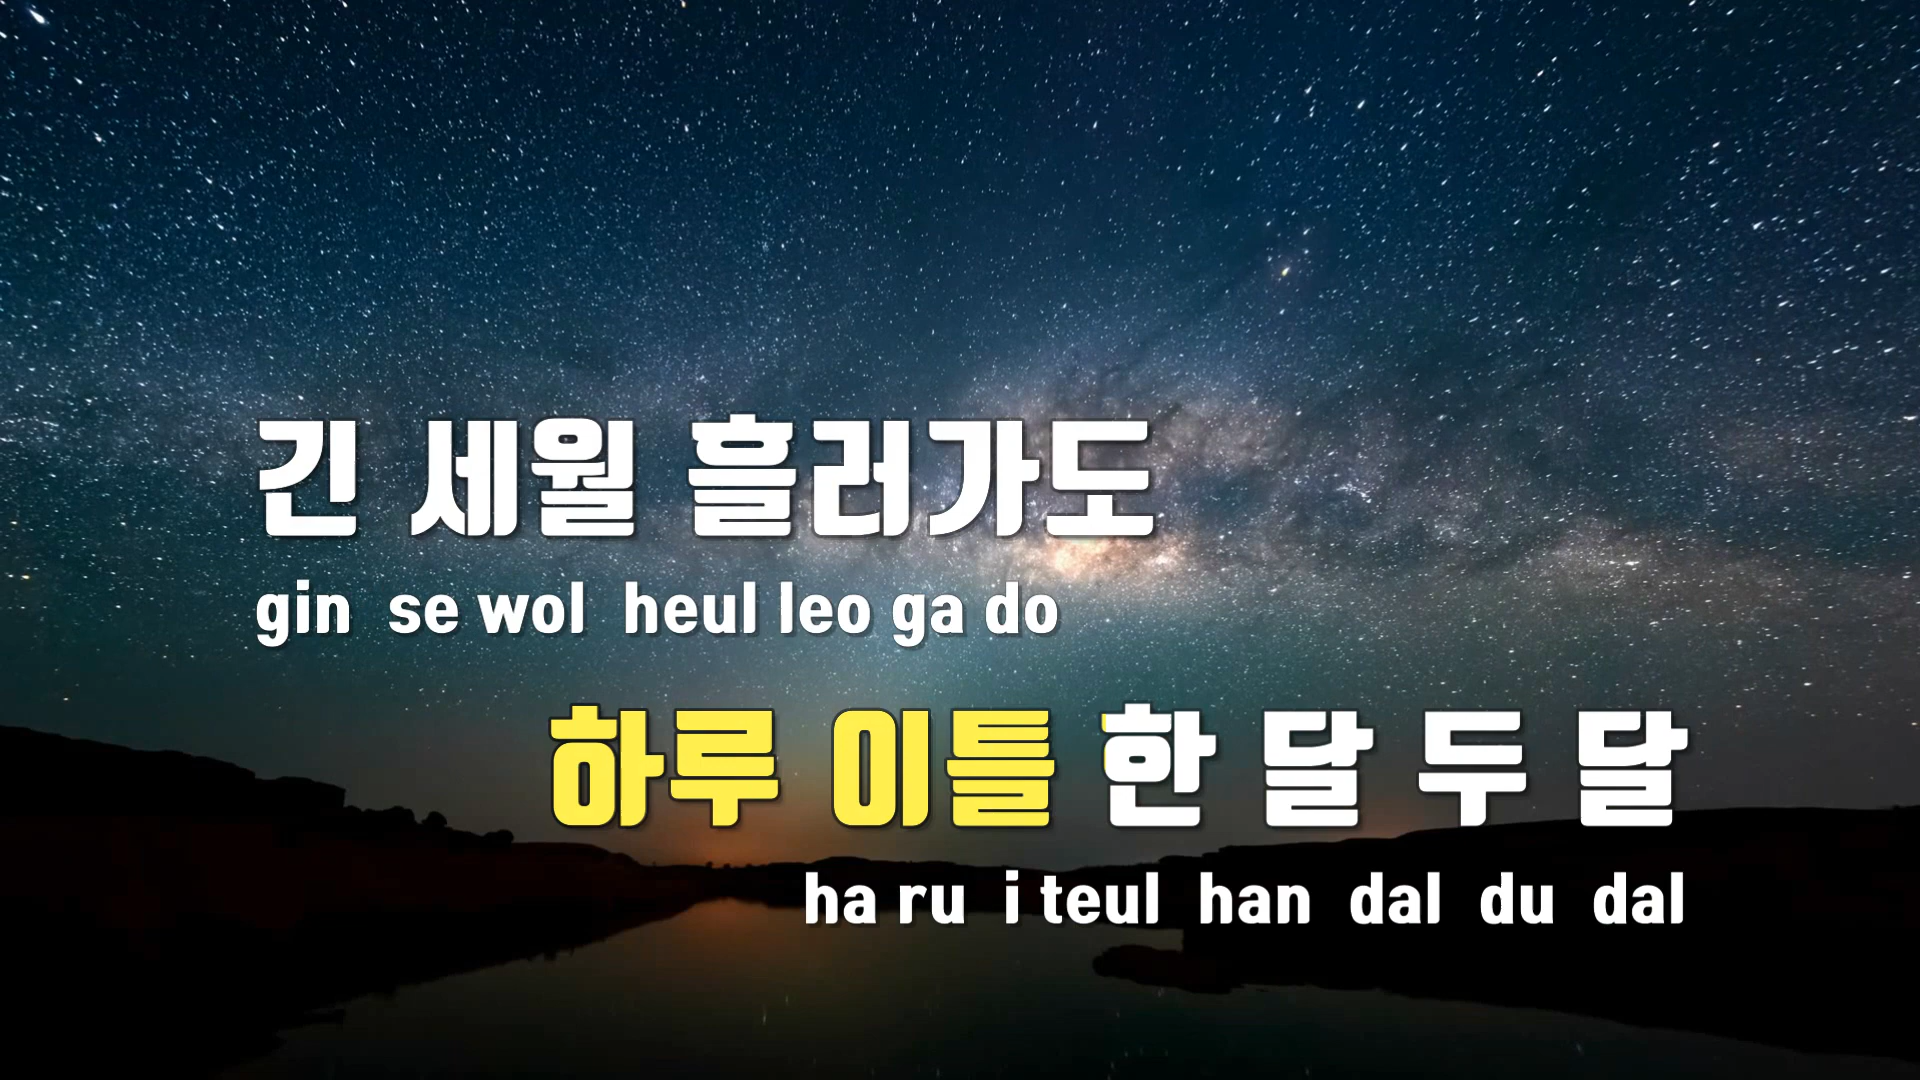 긴 세월 흘러가도
gin se wol heul leo ga do
하루 이틀 한 달 두 달
ha ru i teul han dal du dal